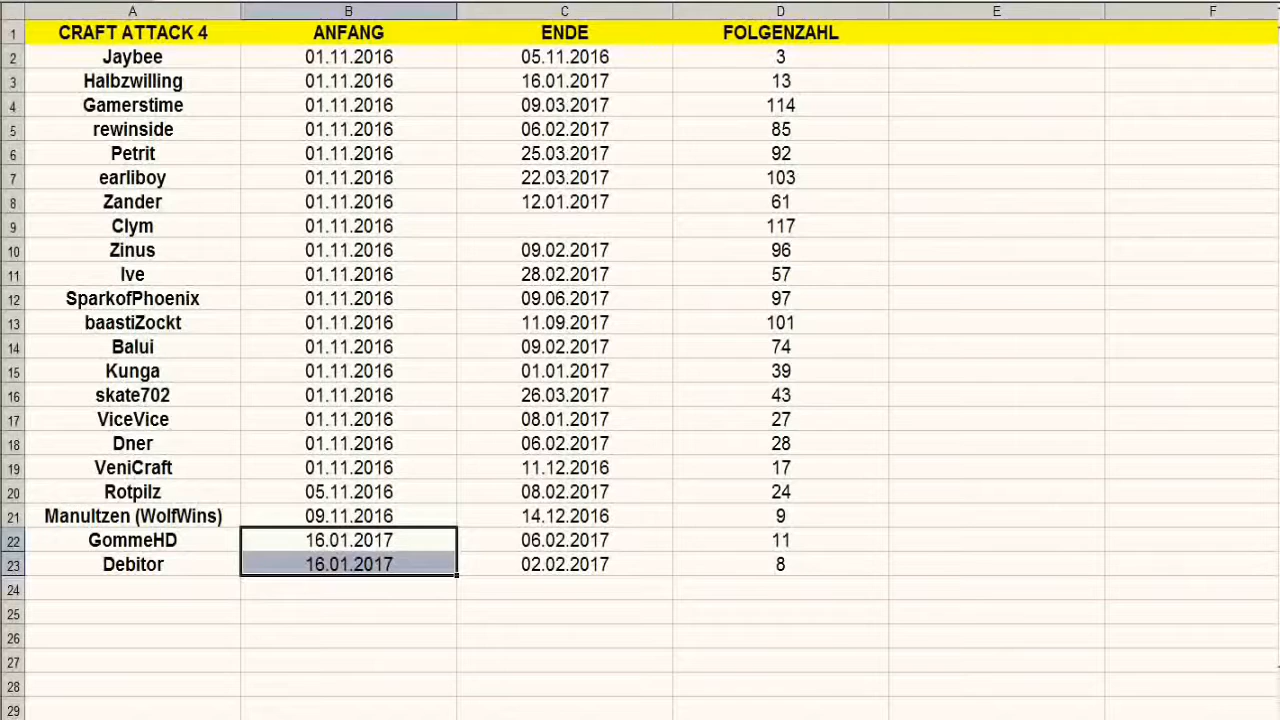 A B C D E F
1 CRAFT ATTACK 4 ANFANG ENDE FOLGENZAHL
2 Jaybee 01.11.2016 05.11.2016 3
3 Halbzwilling 01.11.2016 16.01.2017 13
4 Gamerstime 01.11.2016 09.03.2017 114
5 rewinside 01.11.2016 06.02.2017 85
6 Petrit 01.11.2016 25.03.2017 92
7 earliboy 01.11.2016 22.03.2017 103
8 Zander 01.11.2016 12.01.2017 61
9 Clym 01.11.2016 117
10 Zinus 01.11.2016 09.02.2017 96
11 Ive 01.11.2016 28.02.2017 57
12 SparkofPhoenix 01.11.2016 09.06.2017 97
13 baastiZockt 01.11.2016 11.09.2017 101
14 Balui 01.11.2016 09.02.2017 74
15 Kunga 01.11.2016 01.01.2017 39
16 skate702 01.11.2016 26.03.2017 43
17 ViceVice 01.11.2016 08.01.2017 27
18 Dner 01.11.2016 06.02.2017 28
19 VeniCraft 01.11.2016 11.12.2016 17
20 Rotpilz 05.11.2016 08.02.2017 24
21 Manultzen (WolfWins) 09.11.2016 14.12.2016 9
22 GommeHD 16.01.2017 06.02.2017 11
23 Debitor 16.01.2017 02.02.2017 8
24
25
26
27
28
29